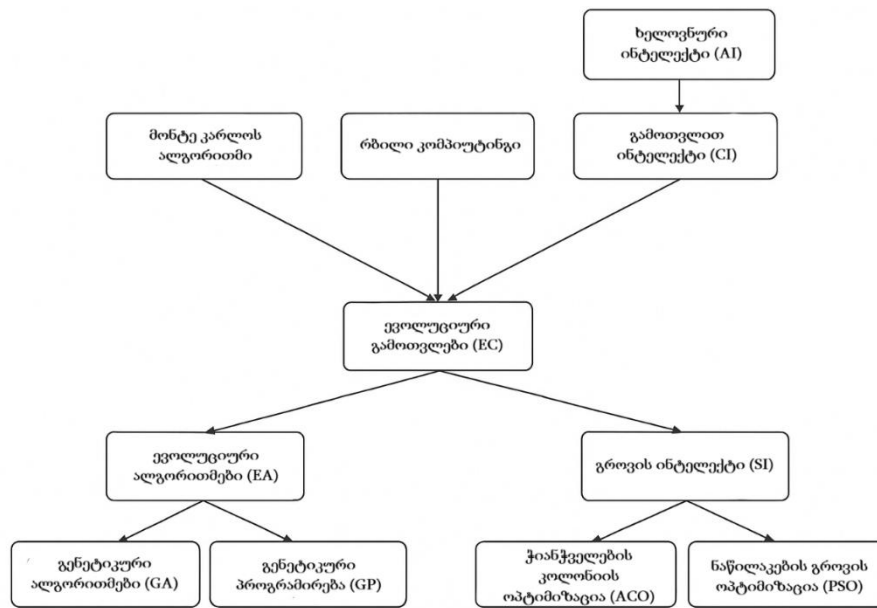 ხელოვნური
ინტელექტი (AI)
მონტე კარლოს
ალგორითმი
რბილი კომპიუტინგი
გამოთვლით
ინტელექტი (CI)
ევოლუციური
გამოთვლები (EC)
ევოლუციური
ალგორითმები (EA)
გროვის ინტელექტი (SI)
გენეტიკური
ალგორითმები (GA)
გენეტიკური
პროგრამირება (GP)
ჭიანჭველების
კოლონიის
ოპტიმიზაცია (ACO)
ნაწილაკების გროვის
ოპტიმიზაცია (PSO)